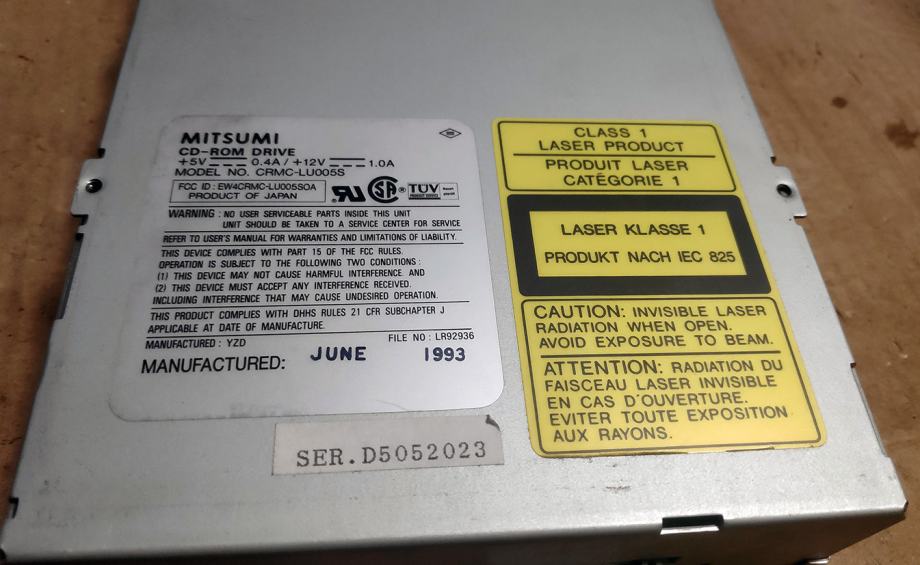 MITSUMI
CD-ROM DRIVE
+5V 0.4A / +12V 1.0A
MODEL NO. CRMC-LU005S
FCC ID : EW4CRMC-LU005SOA
PRODUCT OF JAPAN
UR SA ® TÜV
PRODUCT SERVICE
WARNING : NO USER SERVICEABLE PARTS INSIDE THIS UNIT
UNIT SHOULD BE TAKEN TO A SERVICE CENTER FOR SERVICE
REFER TO USER'S MANUAL FOR WARRANTIES AND LIMITATIONS OF LIABILITY.
THIS DEVICE COMPLIES WITH PART 15 OF THE FCC RULES.
OPERATION IS SUBJECT TO THE FOLLOWING TWO CONDITIONS :
(1) THIS DEVICE MAY NOT CAUSE HARMFUL INTERFERENCE AND
(2) THIS DEVICE MUST ACCEPT ANY INTERFERENCE RECEIVED.
INCLUDING INTERFERENCE THAT MAY CAUSE UNDESIRED OPERATION.
THIS PRODUCT COMPLIES WITH DHHS RULES 21 CFR SUBCHAPTER J
APPLICABLE AT DATE OF MANUFACTURE.
MANUFACTURED : YZD FILE NO : LR92936
MANUFACTURED: JUNE 1993
SER.D5052023
CLASS 1
LASER PRODUCT
PRODUIT LASER
CATÉGORIE 1
LASER KLASSE 1
PRODUKT NACH IEC 825
CAUTION: INVISIBLE LASER
RADIATION WHEN OPEN.
AVOID EXPOSURE TO BEAM.
ATTENTION: RADIATION DU
FAISCEAU LASER INVISIBLE
EN CAS D'OUVERTURE.
EVITER TOUTE EXPOSITION
AUX RAYONS.